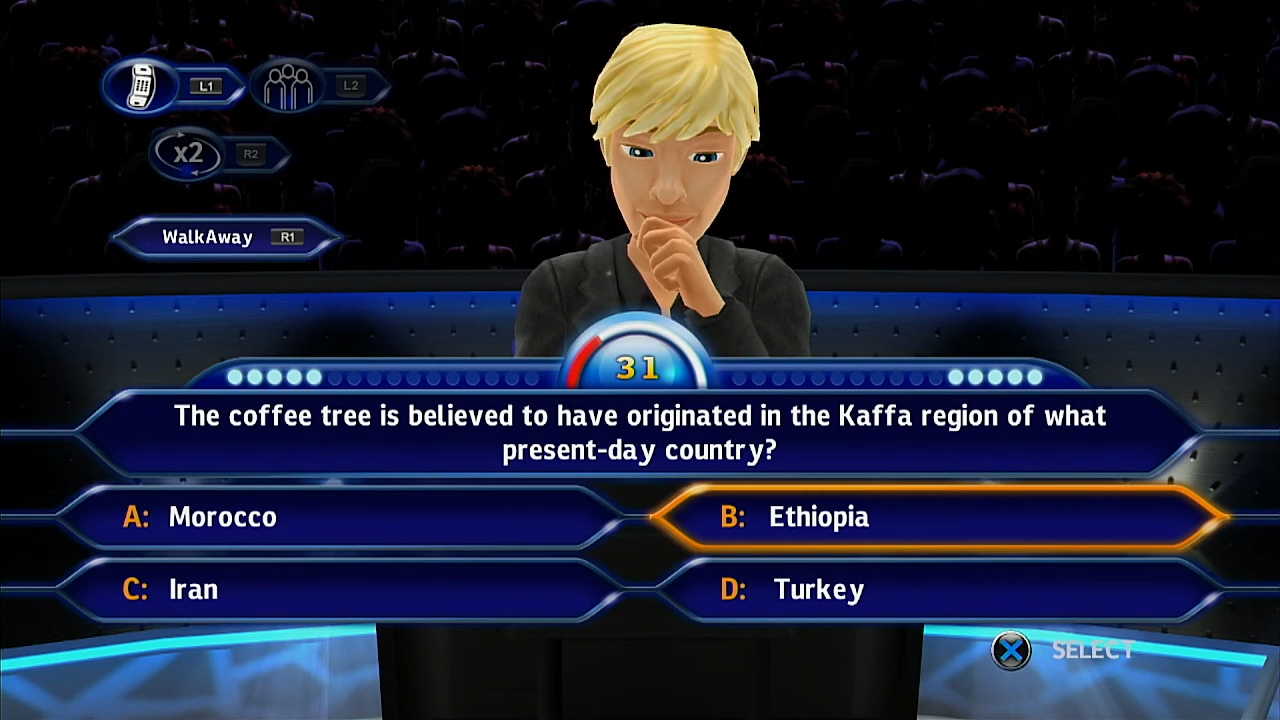 L1
L2
x2
R2
WalkAway R1
31
The coffee tree is believed to have originated in the Kaffa region of what
present-day country?
A: Morocco
B: Ethiopia
C: Iran
D: Turkey
SELECT